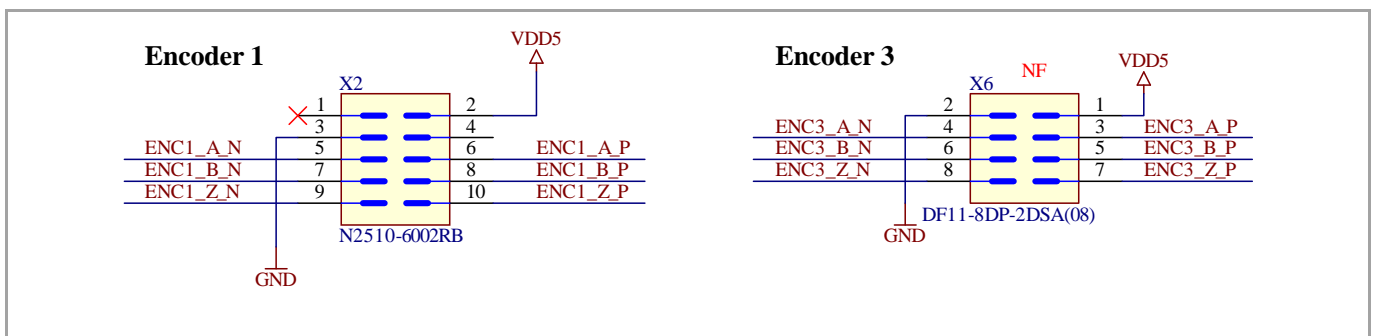 Encoder 1
VDD5
X2
1 2
3 4
ENC1_A_N 5 6 ENC1_A_P
ENC1_B_N 7 8 ENC1_B_P
ENC1_Z_N 9 10 ENC1_Z_P
N2510-6002RB
GND
Encoder 3
NF
VDD5
X6
2 1
ENC3_A_N 4 3 ENC3_A_P
ENC3_B_N 6 5 ENC3_B_P
ENC3_Z_N 8 7 ENC3_Z_P
DF11-8DP-2DSA(08)
GND